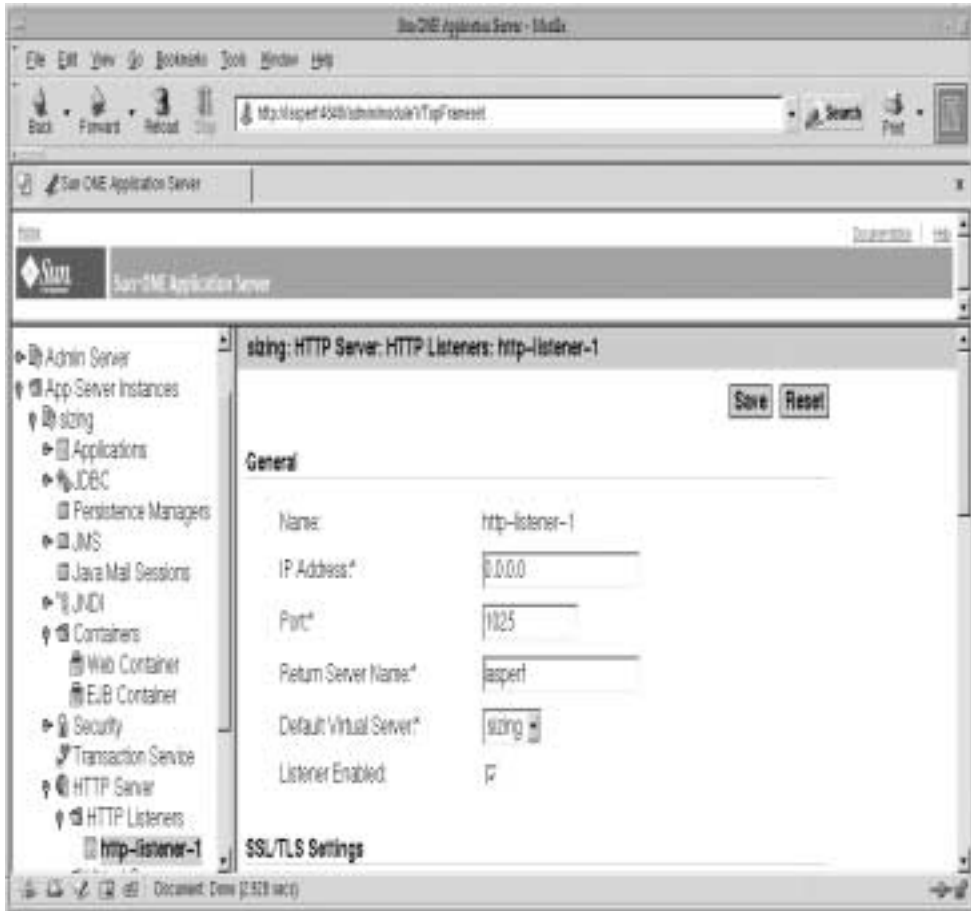 Sun ONE Application Server - Mozilla
File Edit View Go Bookmarks Tools Window Help
Back Forward Reload Stop
Search Print
Sun ONE Application Server
Documentation Help
Sun
Sun ONE Application Server
Admin Server
App Server Instances
sizing
Applications
JDBC
Persistence Managers
JMS
Java Mail Sessions
JNDI
Containers
Web Container
EJB Container
Security
Transaction Service
HTTP Server
HTTP Listeners
http-listener-1
sizing: HTTP Server: HTTP Listeners: http-listener-1
Save Reset
General
Name: http-listener-1
IP Address:* 0.0.0.0
Port:* 1025
Return Server Name:* iasperf
Default Virtual Server:* sizing
Listener Enabled:
SSL/TLS Settings
Document: Done (2.928 secs)